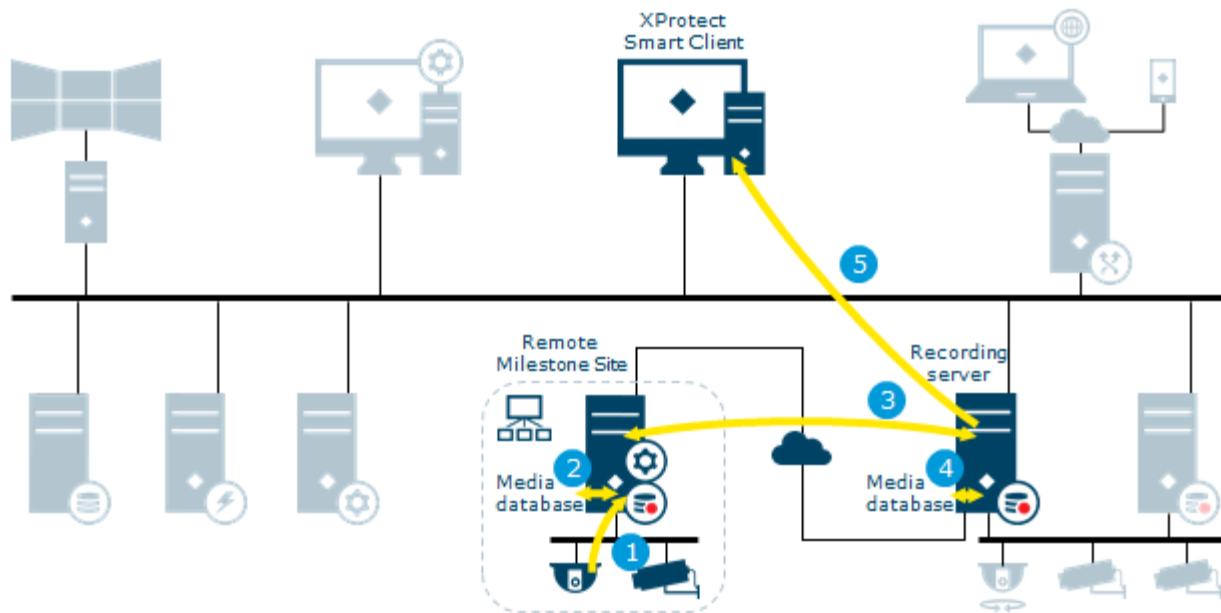 XProtect
Smart Client
5
Remote
Milestone Site
Recording
server
3
2
Media
database
4
Media
database
1